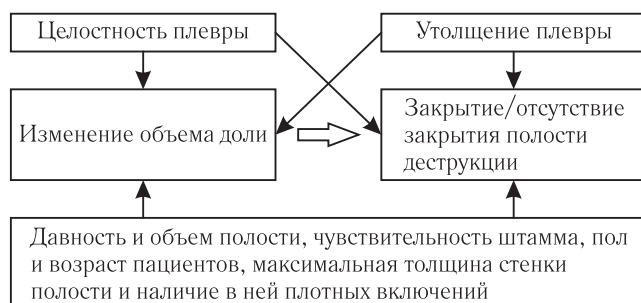 Целостность плевры
Утолщение плевры
Изменение объема доли
Закрытие/отсутствие
закрытия полости
деструкции
Давность и объем полости, чувствительность штамма, пол
и возраст пациентов, максимальная толщина стенки
полости и наличие в ней плотных включений